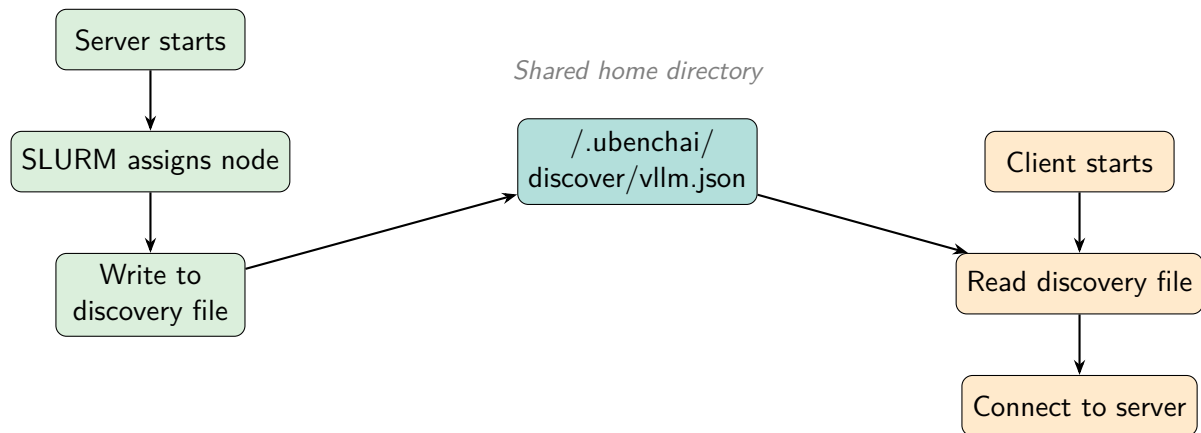 Server starts
SLURM assigns node
Write to
discovery file
Shared home directory
/.ubenchai/
discover/vllm.json
Client starts
Read discovery file
Connect to server